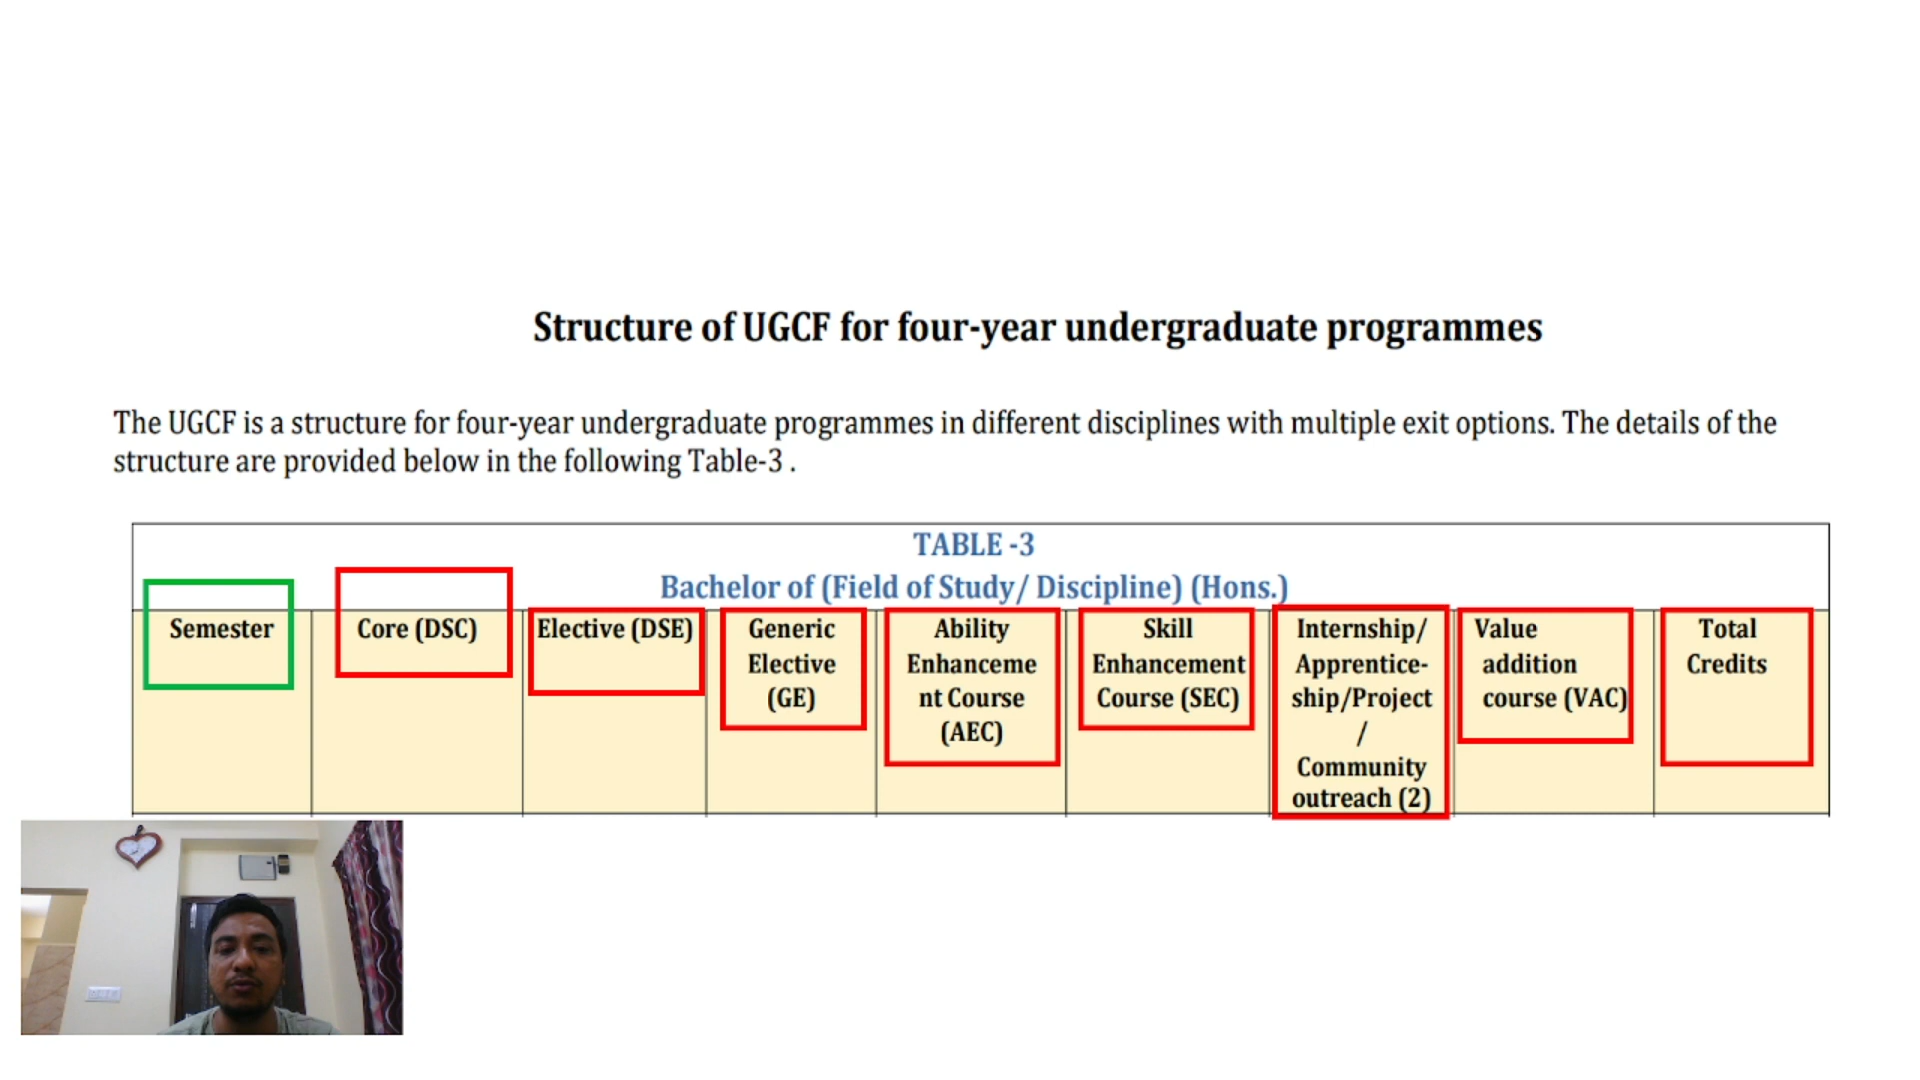 Structure of UGCF for four-year undergraduate programmes
The UGCF is a structure for four-year undergraduate programmes in different disciplines with multiple exit options. The details of the
structure are provided below in the following Table-3 .
TABLE -3
Bachelor of (Field of Study/ Discipline) (Hons.)
Semester
Core (DSC)
Elective (DSE)
Generic
Elective
(GE)
Ability
Enhanceme
nt Course
(AEC)
Skill
Enhancement
Course (SEC)
Internship/
Apprentice-
ship/Project
/
Community
outreach (2)
Value
addition
course (VAC)
Total
Credits